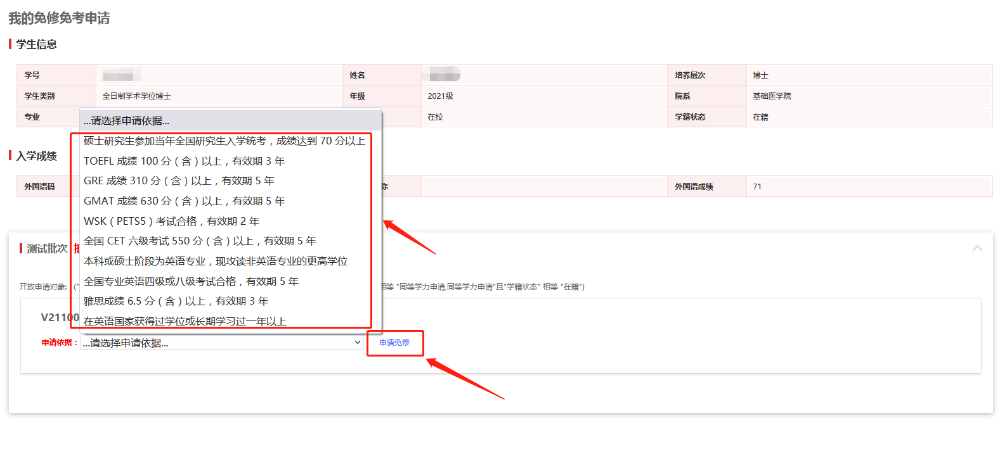 我的免修免考申请
学生信息
学号 姓名 培养层次 博士
学生类别 全日制学术学位博士 年级 2021级 院系 基础医学院
专业 在校 学籍状态 在籍
...请选择申请依据...
硕士研究生参加当年全国研究生入学统考，成绩达到 70 分以上
TOEFL 成绩 100 分（含）以上，有效期 3 年
GRE 成绩 310 分（含）以上，有效期 5 年
GMAT 成绩 630 分（含）以上，有效期 5 年
WSK（PETS5）考试合格，有效期 2 年
全国 CET 六级考试 550 分（含）以上，有效期 5 年
本科或硕士阶段为英语专业，现攻读非英语专业的更高学位
全国专业英语四级或八级考试合格，有效期 5 年
雅思成绩 6.5 分（含）以上，有效期 3 年
在英语国家获得过学位或长期学习过一年以上
入学成绩
外国语码 称 外国语成绩 71
测试批次
开放申请对象: (" 相等 "同等学力申请,同等学力申请"且"学籍状态" 相等 "在籍")
V21100
申请依据： ...请选择申请依据... 申请免修